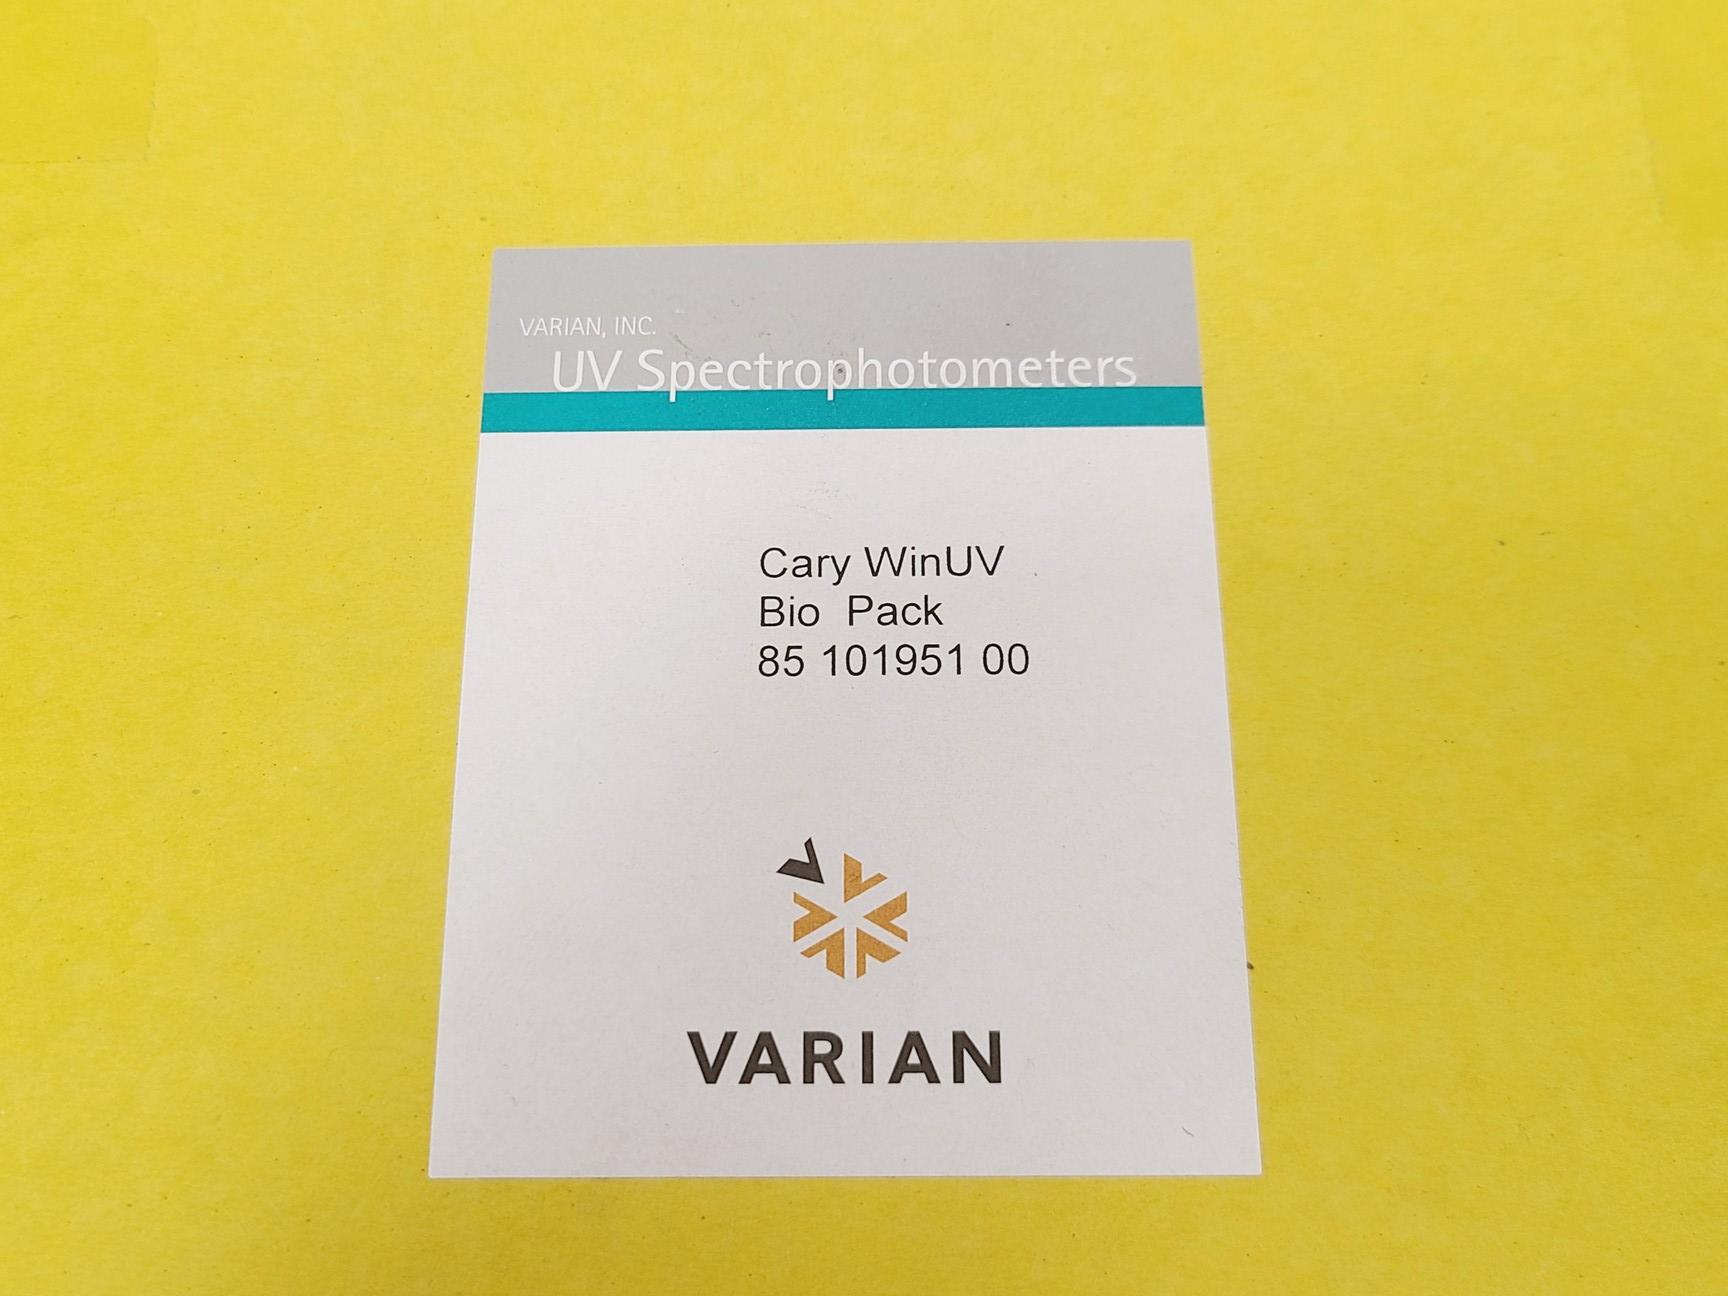 VARIAN, INC.
UV Spectrophotometers
Cary WinUV
Bio Pack
85 101951 00
VARIAN